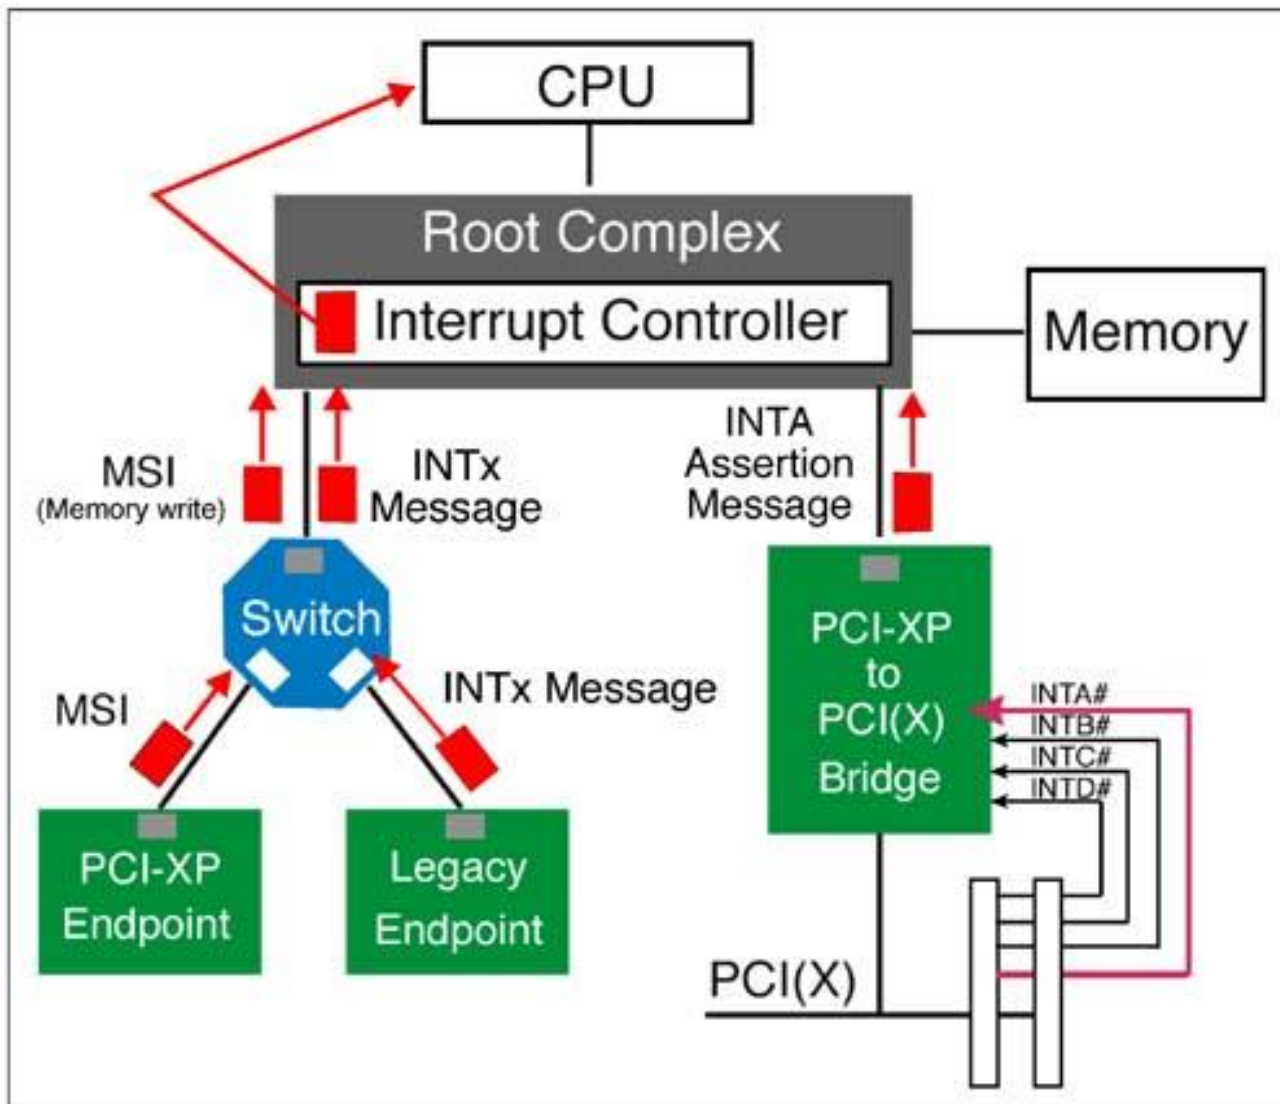 CPU
Root Complex
Interrupt Controller
Memory
MSI
(Memory write)
INTx
Message
INTA
Assertion
Message
Switch
MSI
INTx Message
PCI-XP
to
PCI(X)
Bridge
INTA#
INTB#
INTC#
INTD#
PCI-XP
Endpoint
Legacy
Endpoint
PCI(X)